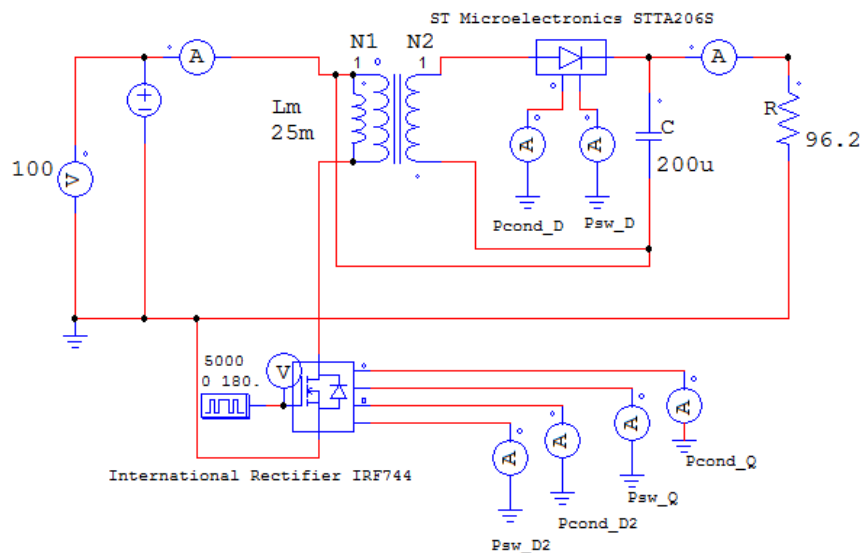 ST Microelectronics STTA206S
A
N1 N2
A
1 1
+
-
Lm
25m
R
C
A A
96.2
100 V
200u
Pcond_D Psw_D
5000
0 180.
V
A
A
A
A
Pcond_Q
International Rectifier IRF744
Psw_Q
Pcond_D2
Psw_D2